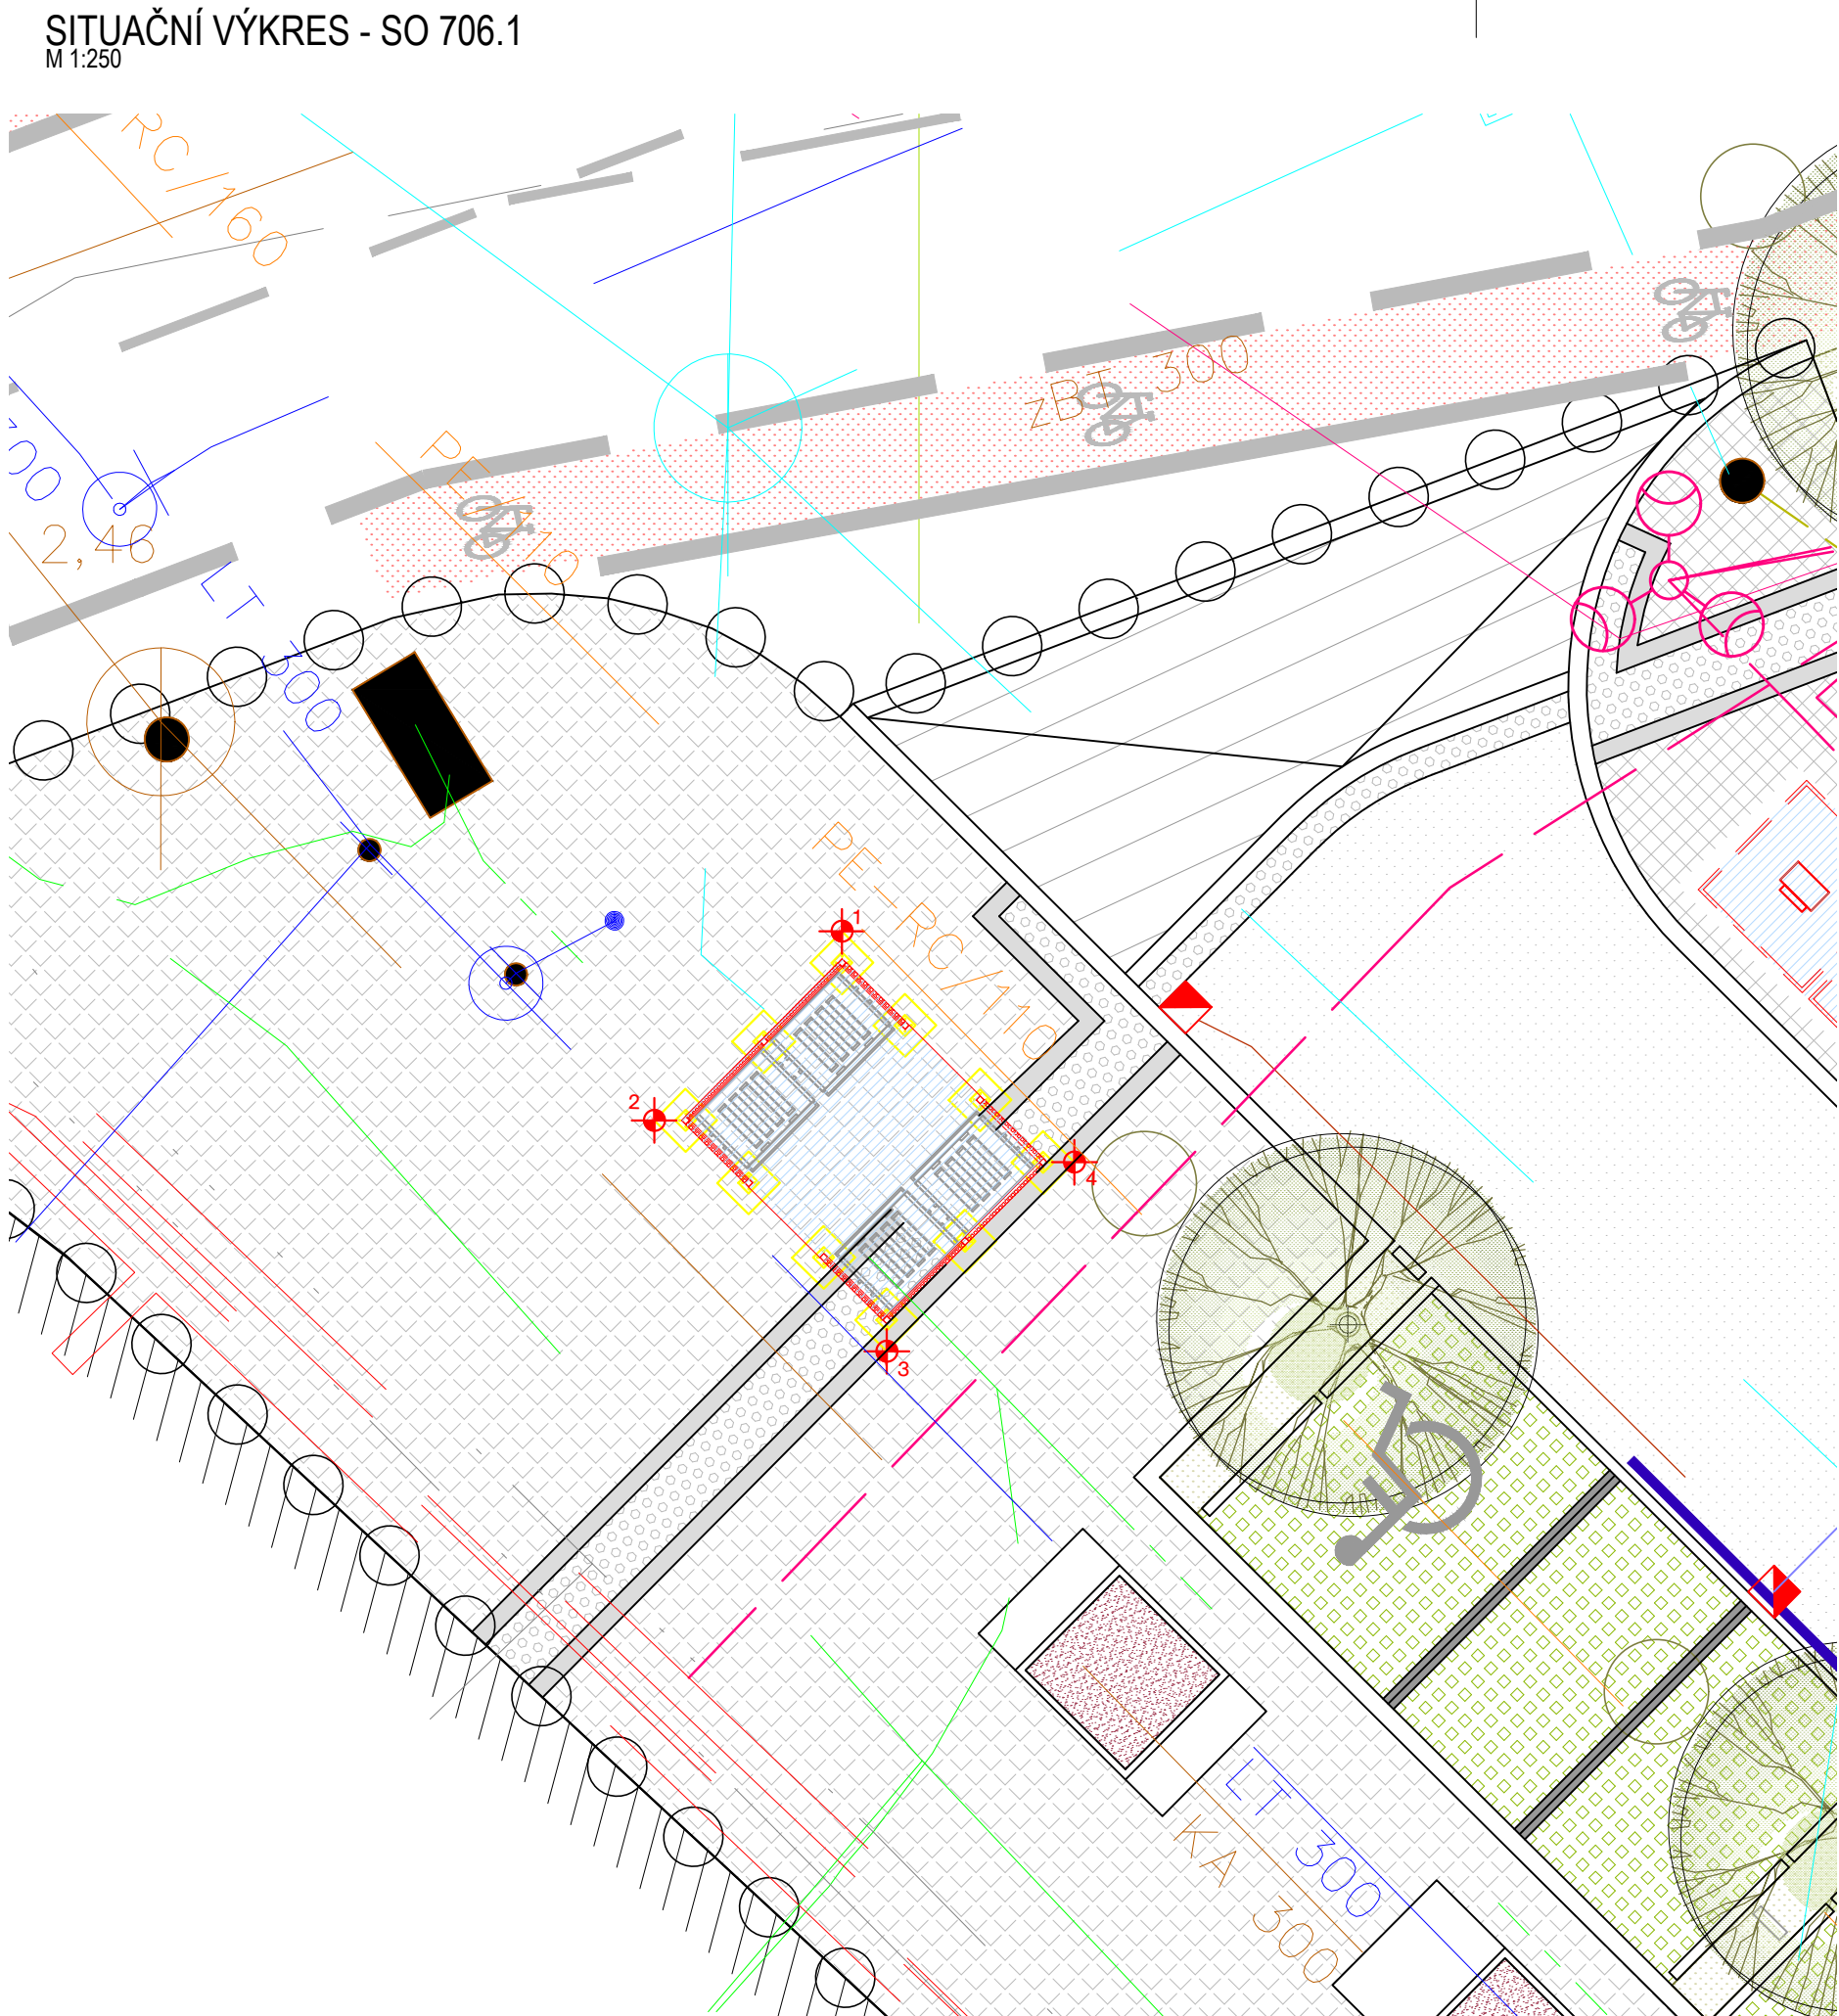 SITUAČNÍ VÝKRES - SO 706.1
M 1:250
RC/160
zBT 300
300
2,46
LT 300
PE-RC/110
1
2
4
3
LT 300
KA 300